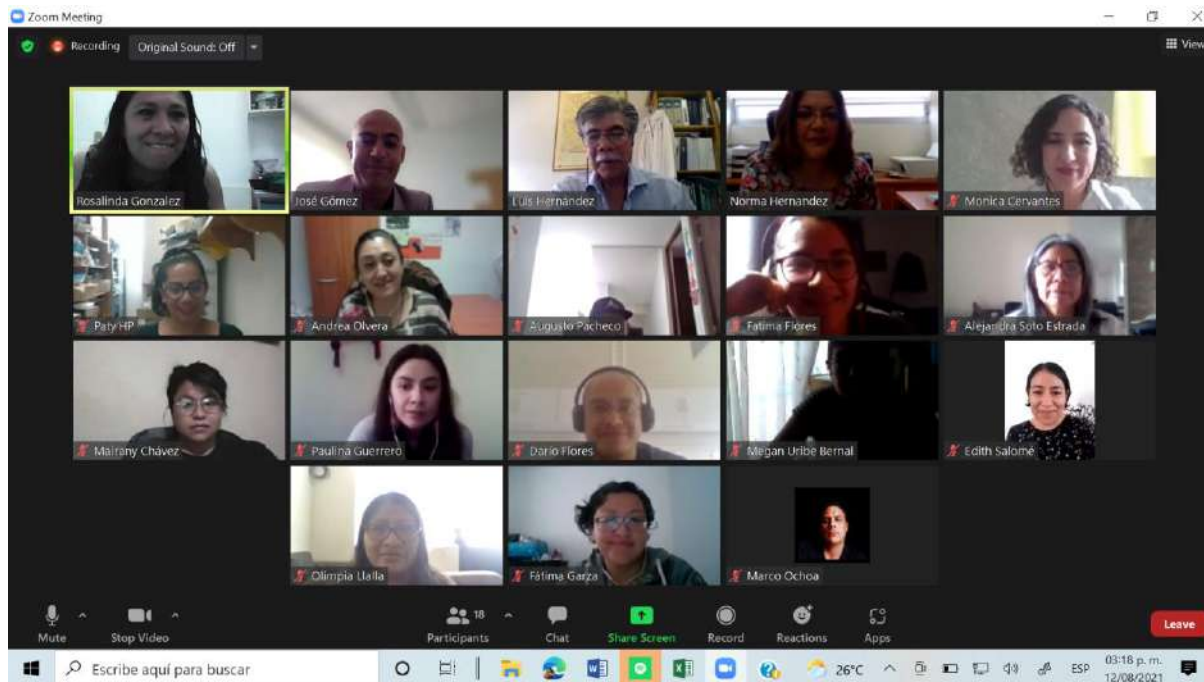 Zoom Meeting
Recording
Original Sound: Off
View
Rosalinda Gonzalez
José Gómez
Luis Hernández
Norma Hernandez
Monica Cervantes
Paty HP
Andrea Olvera
Augusto Pacheco
Fatima Flores
Alejandra Soto Estrada
Mairany Chávez
Paulina Guerrero
Darío Flores
Megan Uribe Bernal
Edith Salomé
Olimpia Llalla
Fátima Garza
Marco Ochoa
Mute
Stop Video
18
Participants
Chat
Share Screen
Record
Reactions
Apps
Leave
Escribe aquí para buscar
26°C
ESP
03:18 p. m.
12/08/2021